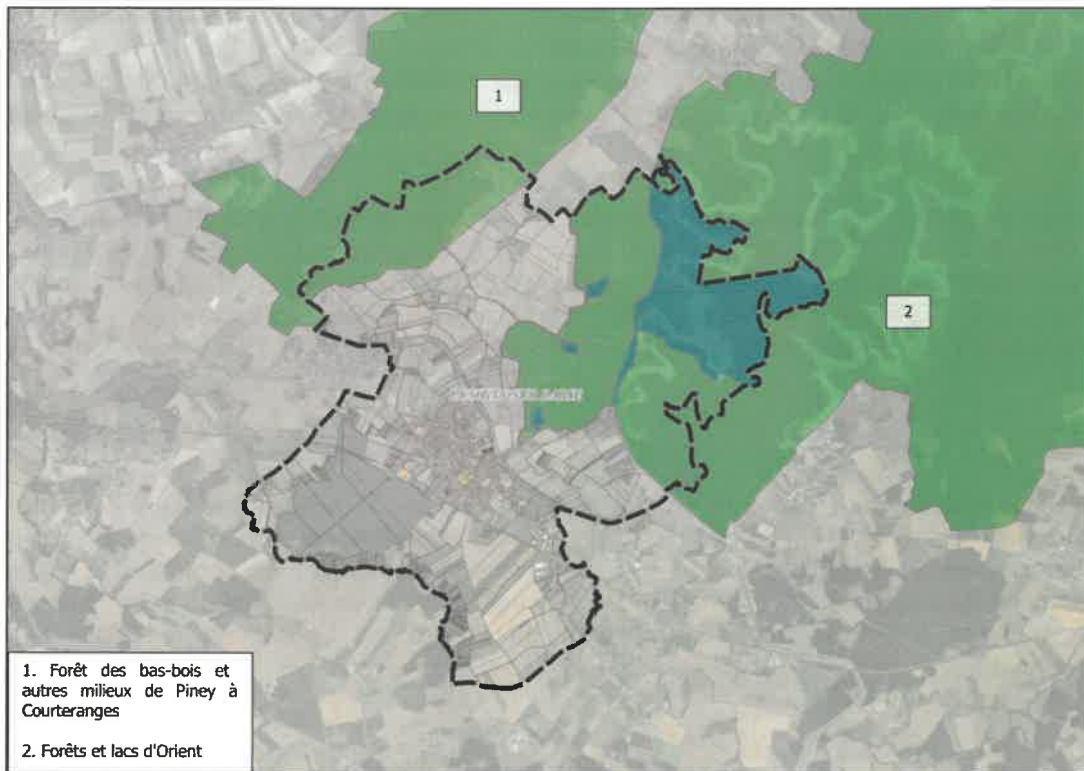 1
2
1. Forêt des bas-bois et
autres milieux de Piney à
Courteranges
2. Forêts et lacs d'Orient